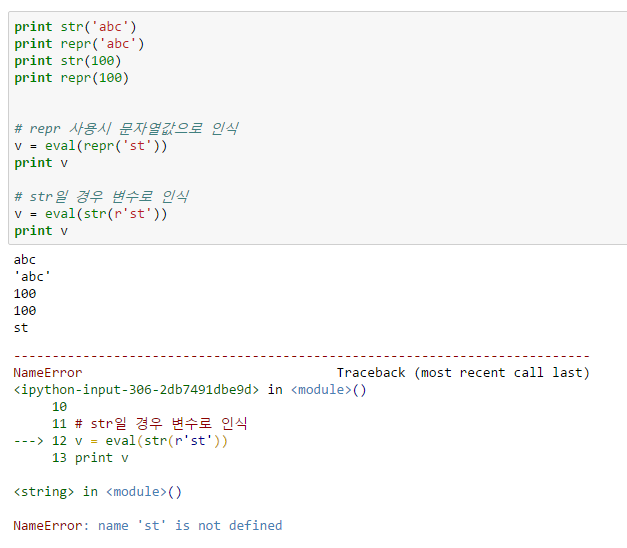 print str('abc')
print repr('abc')
print str(100)
print repr(100)
# repr 사용시 문자열값으로 인식
v = eval(repr('st'))
print v
# str일 경우 변수로 인식
v = eval(str(r'st'))
print v
abc
'abc'
100
100
st
---------------------------------------------------------------------------
NameError                                 Traceback (most recent call last)
<ipython-input-306-2db7491dbe9d> in <module>()
     10
     11 # str일 경우 변수로 인식
---> 12 v = eval(str(r'st'))
     13 print v
<string> in <module>()
NameError: name 'st' is not defined